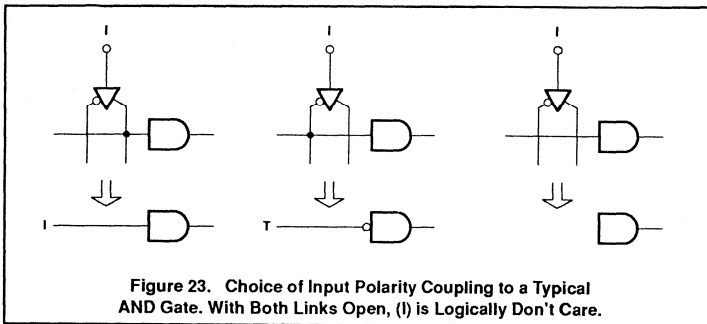 I I I
I T
Figure 23. Choice of Input Polarity Coupling to a Typical
AND Gate. With Both Links Open, (I) is Logically Don't Care.